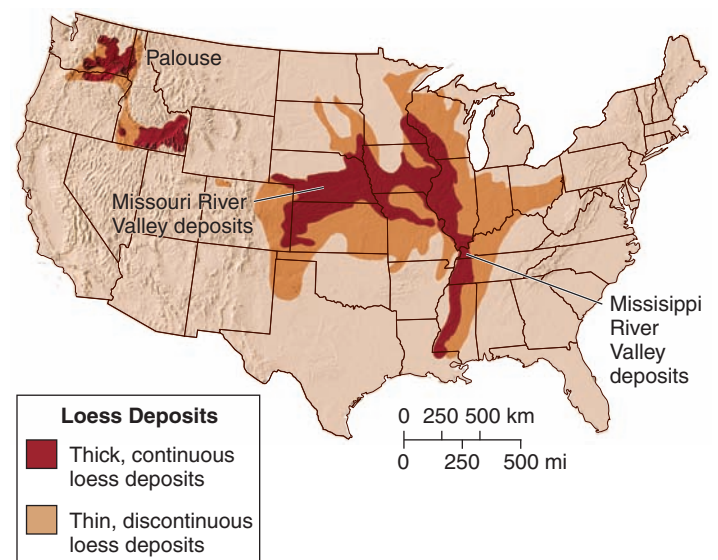 Palouse
Missouri River
Valley deposits
Missisippi
River
Valley
deposits
Loess Deposits
Thick, continuous
loess deposits
Thin, discontinuous
loess deposits
0 250 500 km
0 250 500 mi